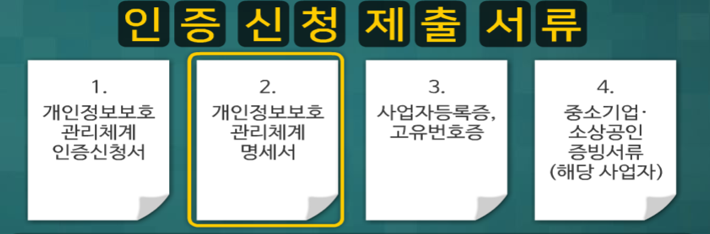 인증 신청 제출 서류
1.
개인정보보호
관리체계
인증신청서
2.
개인정보보호
관리체계
명세서
3.
사업자등록증,
고유번호증
4.
중소기업·
소상공인
증빙서류
(해당 사업자)